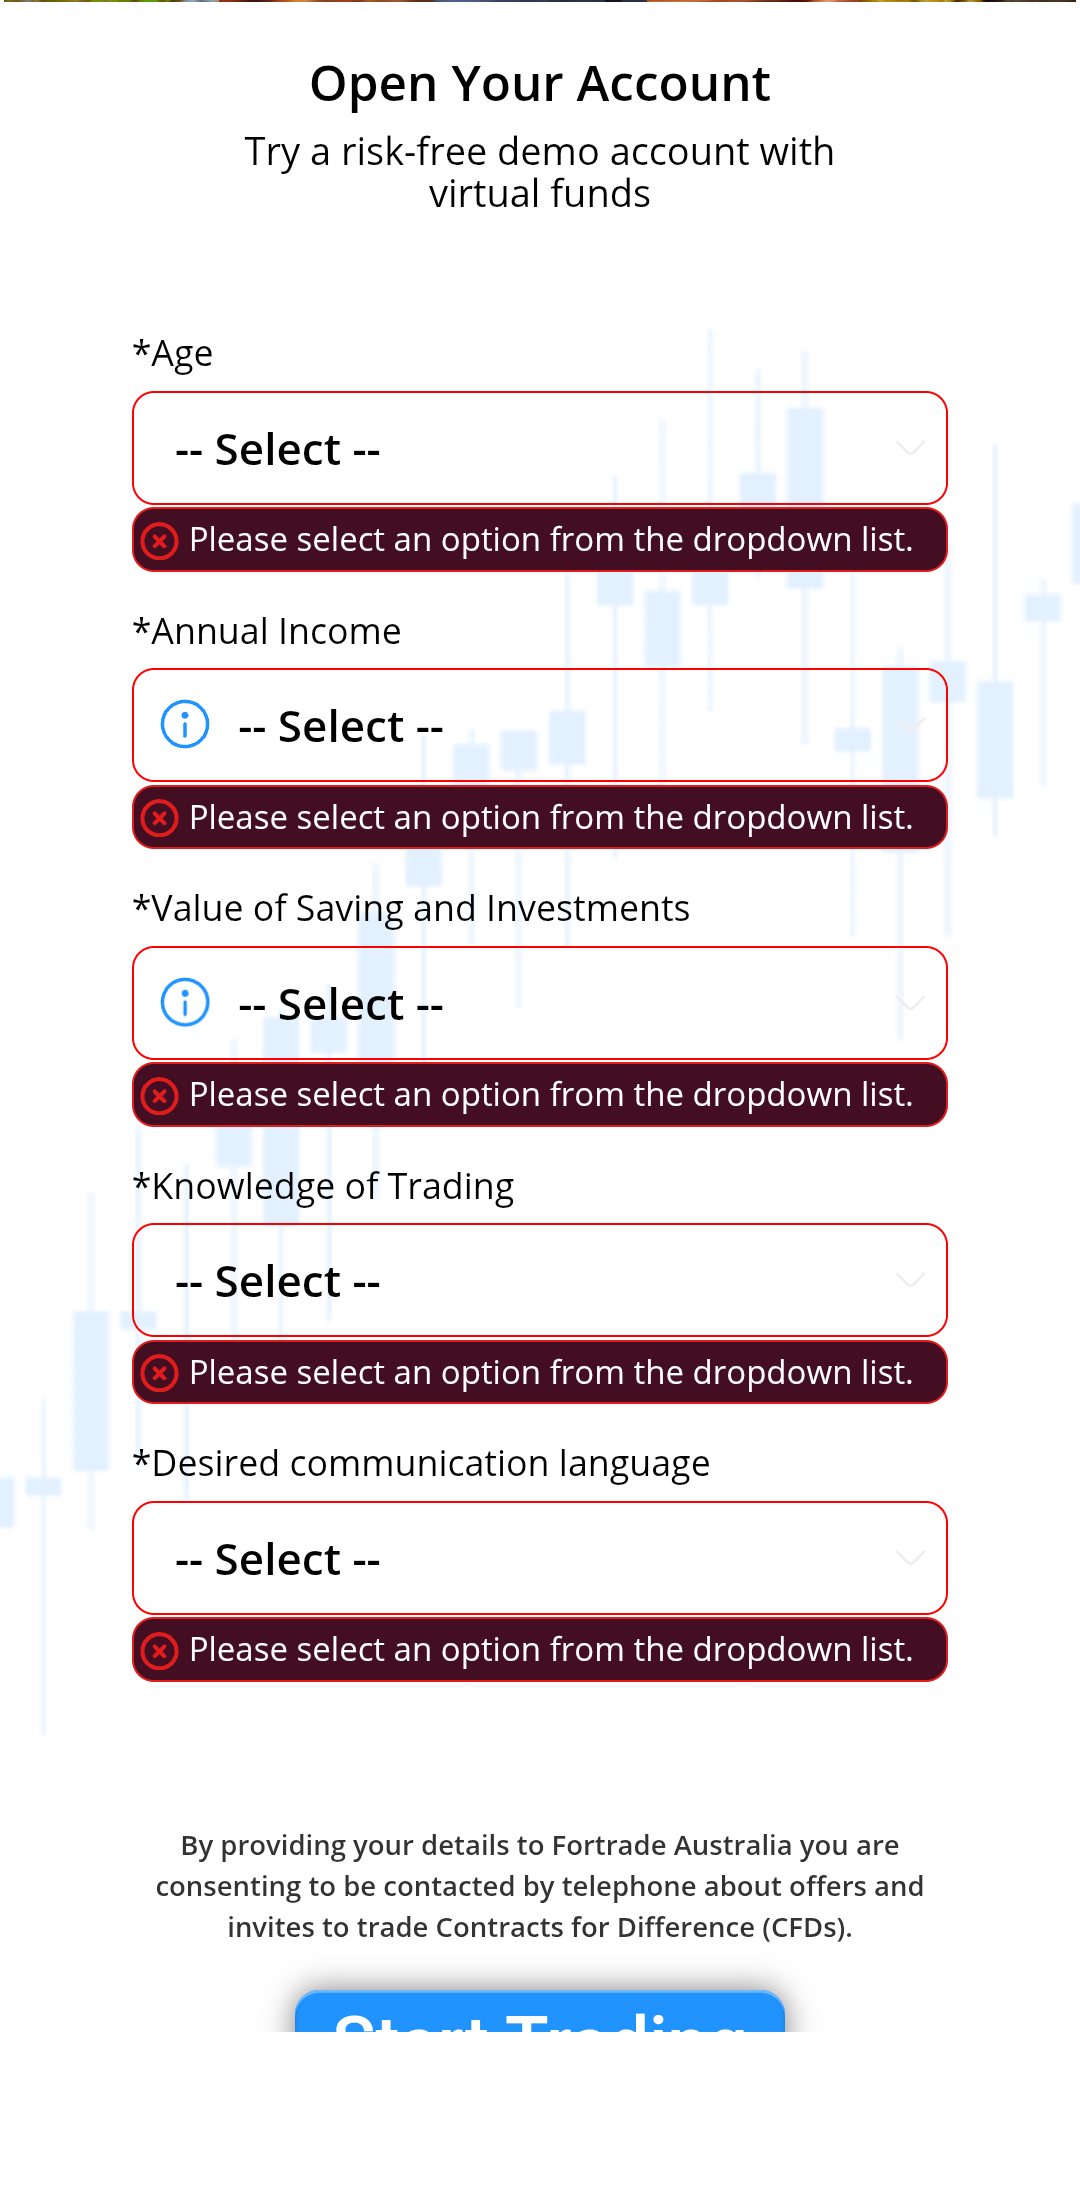 Open Your Account
Try a risk-free demo account with
virtual funds
*Age
-- Select --
Please select an option from the dropdown list.
*Annual Income
-- Select --
Please select an option from the dropdown list.
*Value of Saving and Investments
-- Select --
Please select an option from the dropdown list.
*Knowledge of Trading
-- Select --
Please select an option from the dropdown list.
*Desired communication language
-- Select --
Please select an option from the dropdown list.
By providing your details to Fortrade Australia you are
consenting to be contacted by telephone about offers and
invites to trade Contracts for Difference (CFDs).
Start Trading